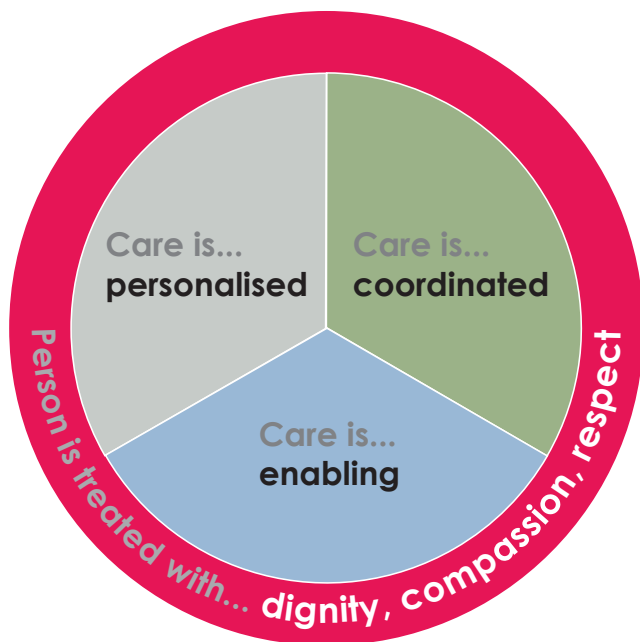 Care is...
personalised
Care is...
coordinated
Care is...
enabling
Person is treated with... dignity, compassion, respect